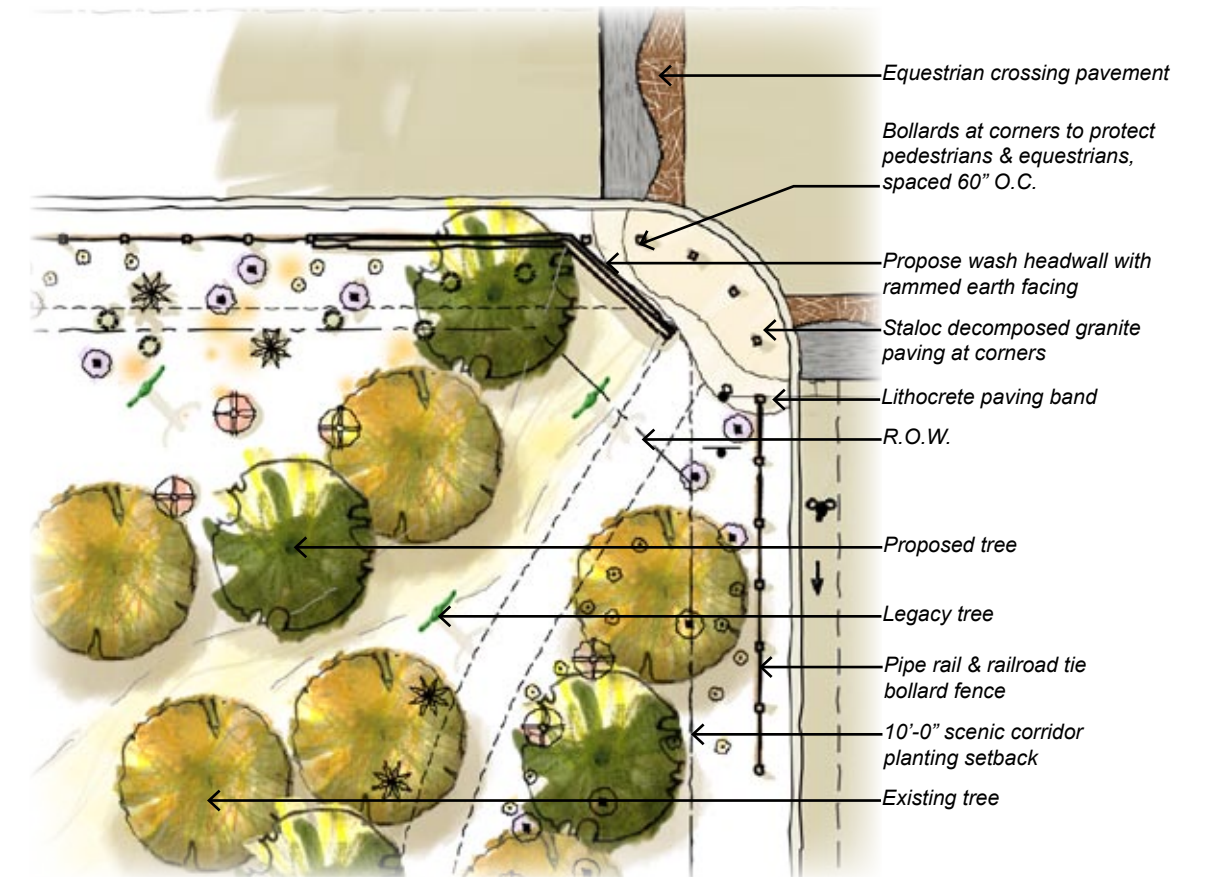 Equestrian crossing pavement
Bollards at corners to protect
pedestrians & equestrians,
spaced 60” O.C.
Propose wash headwall with
rammed earth facing
Staloc decomposed granite
paving at corners
Lithocrete paving band
R.O.W.
Proposed tree
Legacy tree
Pipe rail & railroad tie
bollard fence
10’-0” scenic corridor
planting setback
Existing tree